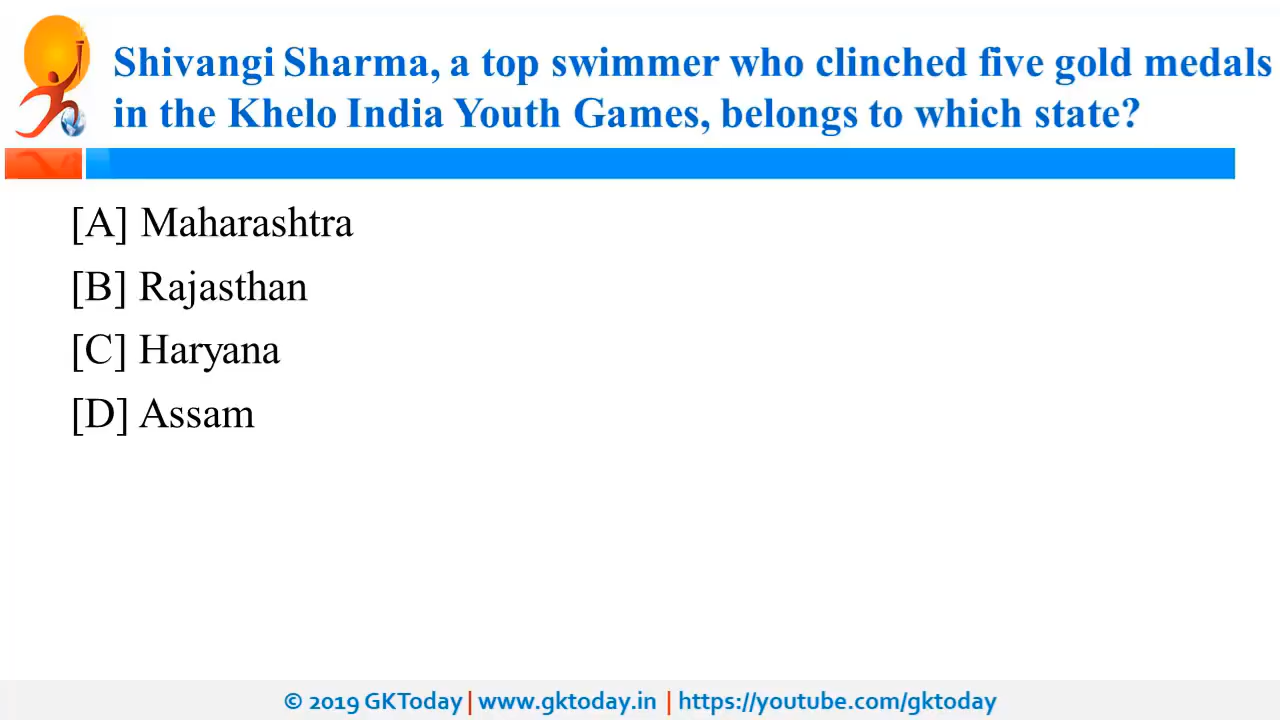 Shivangi Sharma, a top swimmer who clinched five gold medals
in the Khelo India Youth Games, belongs to which state?
[A] Maharashtra
[B] Rajasthan
[C] Haryana
[D] Assam
© 2019 GKToday | www.gktoday.in | https://youtube.com/gktoday